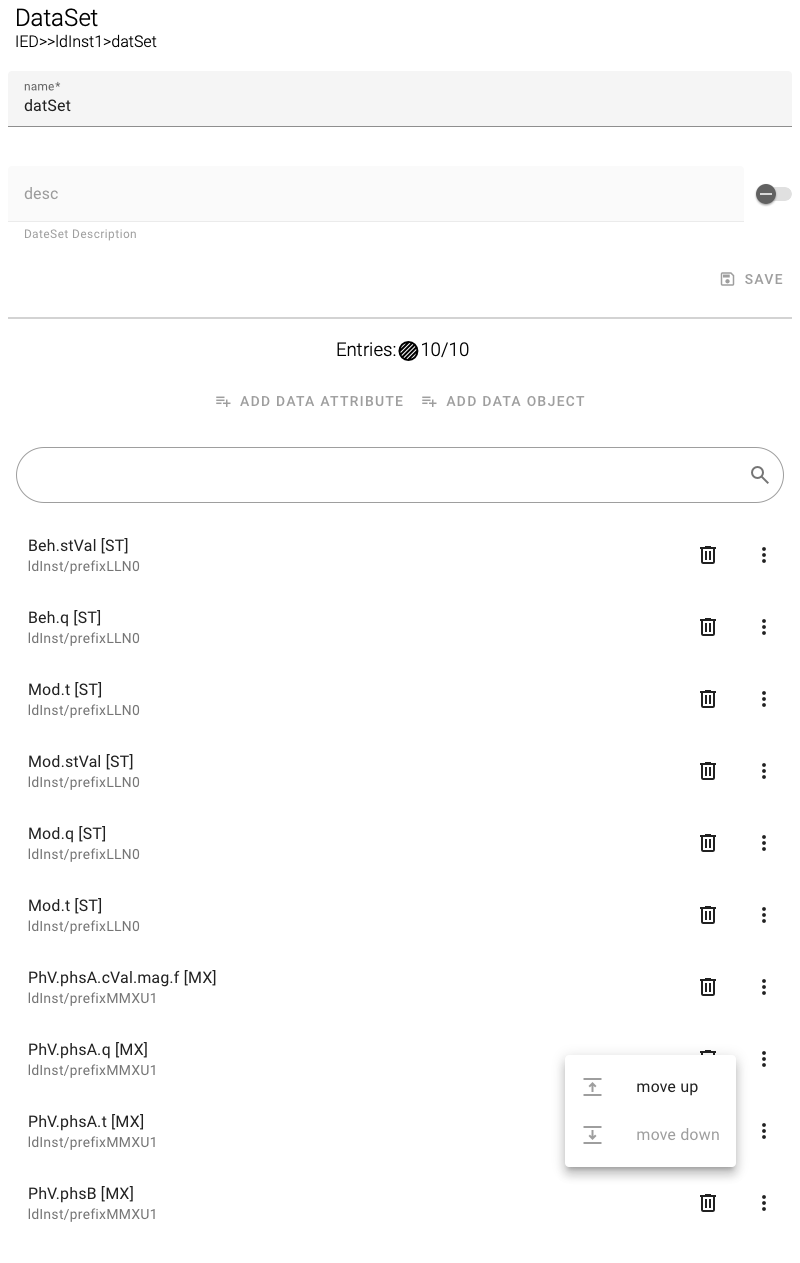 DataSet
IED>>ldInst1>datSet
name*
datSet
desc
DateSet Description
SAVE
Entries: 10/10
ADD DATA ATTRIBUTE ADD DATA OBJECT
Beh.stVal [ST]
ldInst/prefixLLN0
Beh.q [ST]
ldInst/prefixLLN0
Mod.t [ST]
ldInst/prefixLLN0
Mod.stVal [ST]
ldInst/prefixLLN0
Mod.q [ST]
ldInst/prefixLLN0
Mod.t [ST]
ldInst/prefixLLN0
PhV.phsA.cVal.mag.f [MX]
ldInst/prefixMMXU1
PhV.phsA.q [MX]
ldInst/prefixMMXU1
move up
PhV.phsA.t [MX]
ldInst/prefixMMXU1
move down
PhV.phsB [MX]
ldInst/prefixMMXU1